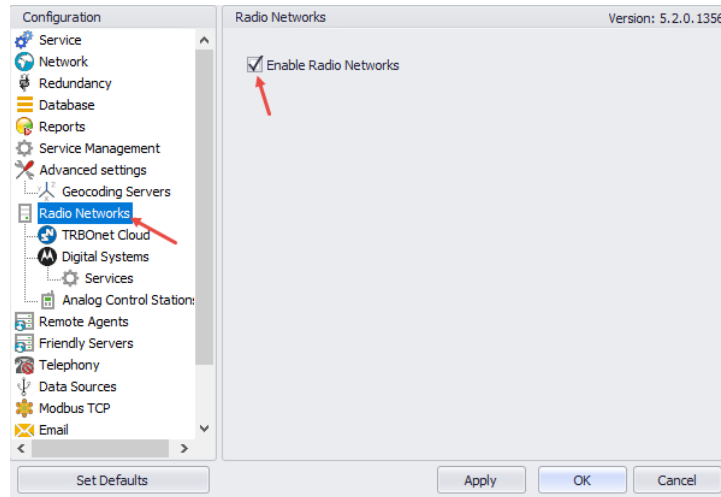 Configuration
Service
Network
Redundancy
Database
Reports
Service Management
Advanced settings
Geocoding Servers
Radio Networks
TRBOnet Cloud
Digital Systems
Services
Analog Control Station
Remote Agents
Friendly Servers
Telephony
Data Sources
Modbus TCP
Email
Set Defaults
Radio Networks
Version: 5.2.0.1356
Enable Radio Networks
Apply
OK
Cancel